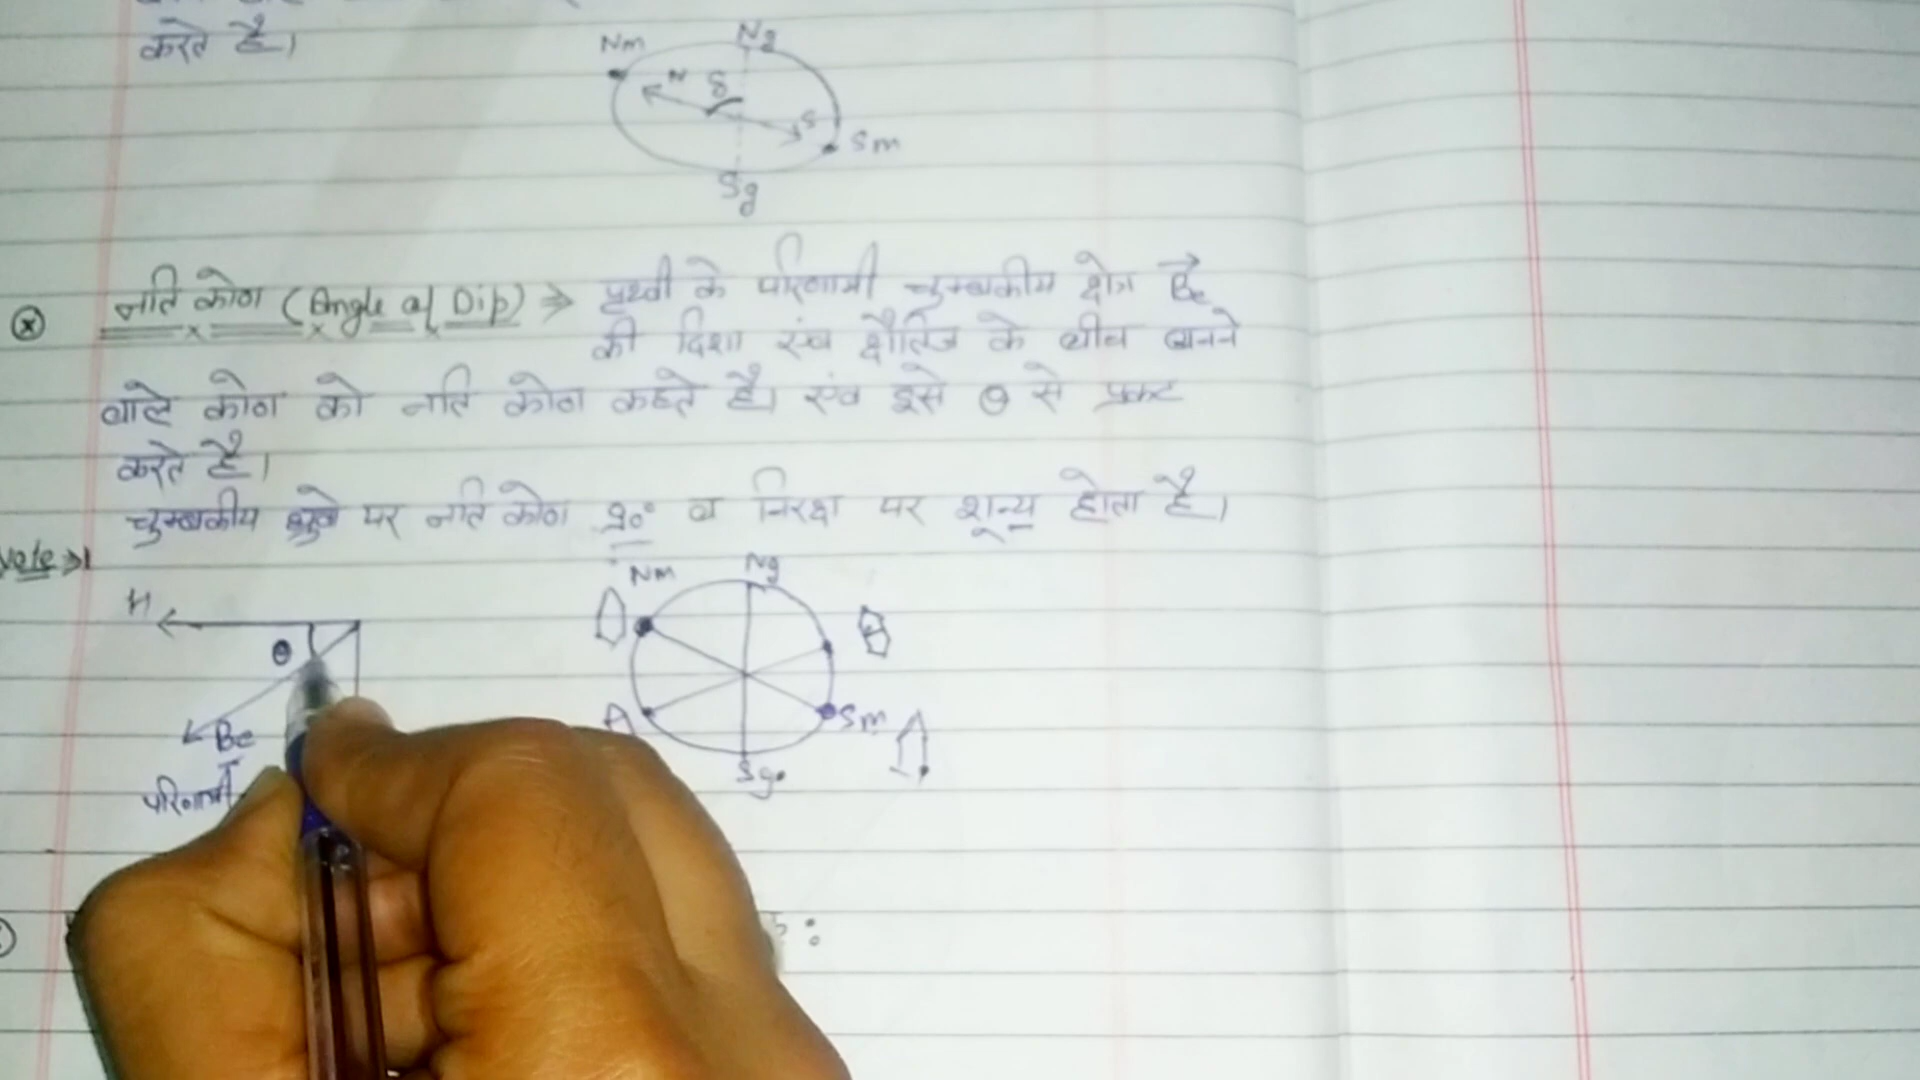 करते है।
Nm Ng
N δ S
Sm
Sg
नति कोण (Angle of Dip) ⇒ पृथ्वी के परिणामी चुम्बकीय क्षेत्र Be
की दिशा एंव क्षैतिज के बीच बनने
वाले कोण को नति कोण कहते है। एंव इसे θ से प्रकट
करते है।
चुम्बकीय ध्रुवो पर नति कोण 90° व निरक्ष पर शून्य होता है।
Note ⇒1
Nm Ng
H
θ
Be
Sm
परिणामी
Sg